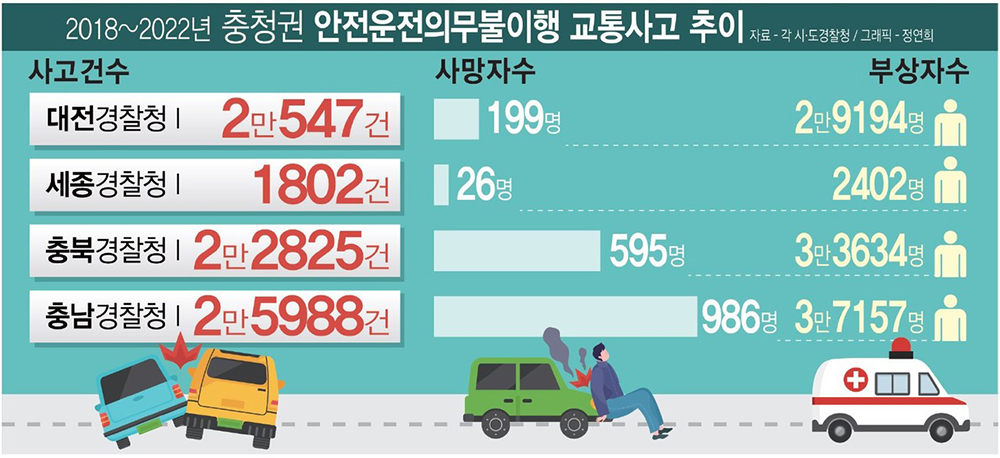 2018~2022년 충청권 안전운전의무불이행 교통사고 추이 자료 - 각 시·도경찰청 / 그래픽 - 정연희
사고건수 사망자수 부상자수
대전경찰청 2만547건 199명 2만9194명
세종경찰청 1802건 26명 2402명
충북경찰청 2만2825건 595명 3만3634명
충남경찰청 2만5988건 986명 3만7157명